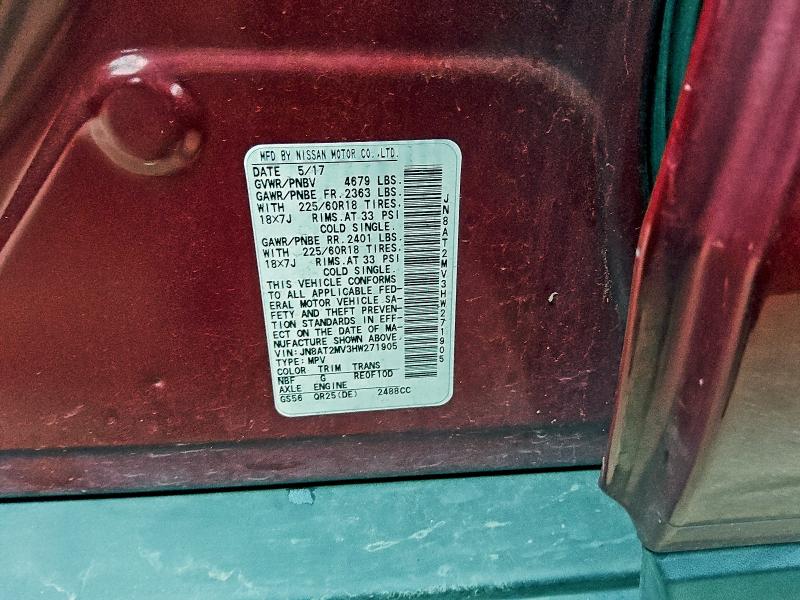 MFD BY NISSAN MOTOR CO.,LTD.
DATE 5/17
GVWR/PNBV 4679 LBS.
GAWR/PNBE FR. 2363 LBS.
WITH 225/60R18 TIRES.
18X7J RIMS.AT 33 PSI
COLD SINGLE.
GAWR/PNBE RR. 2401 LBS.
WITH 225/60R18 TIRES.
18X7J RIMS.AT 33 PSI
COLD SINGLE.
THIS VEHICLE CONFORMS
TO ALL APPLICABLE FED-
ERAL MOTOR VEHICLE SA-
FETY AND THEFT PREVEN-
TION STANDARDS IN EFF-
ECT ON THE DATE OF MA-
NUFACTURE SHOWN ABOVE.
VIN: JN8AT2MV3HW271905
TYPE: MPV
COLOR TRIM TRANS
NBF G RE0F10D
AXLE ENGINE
GS56 QR25(DE) 2488CC
JN8AT2MV3HW271905